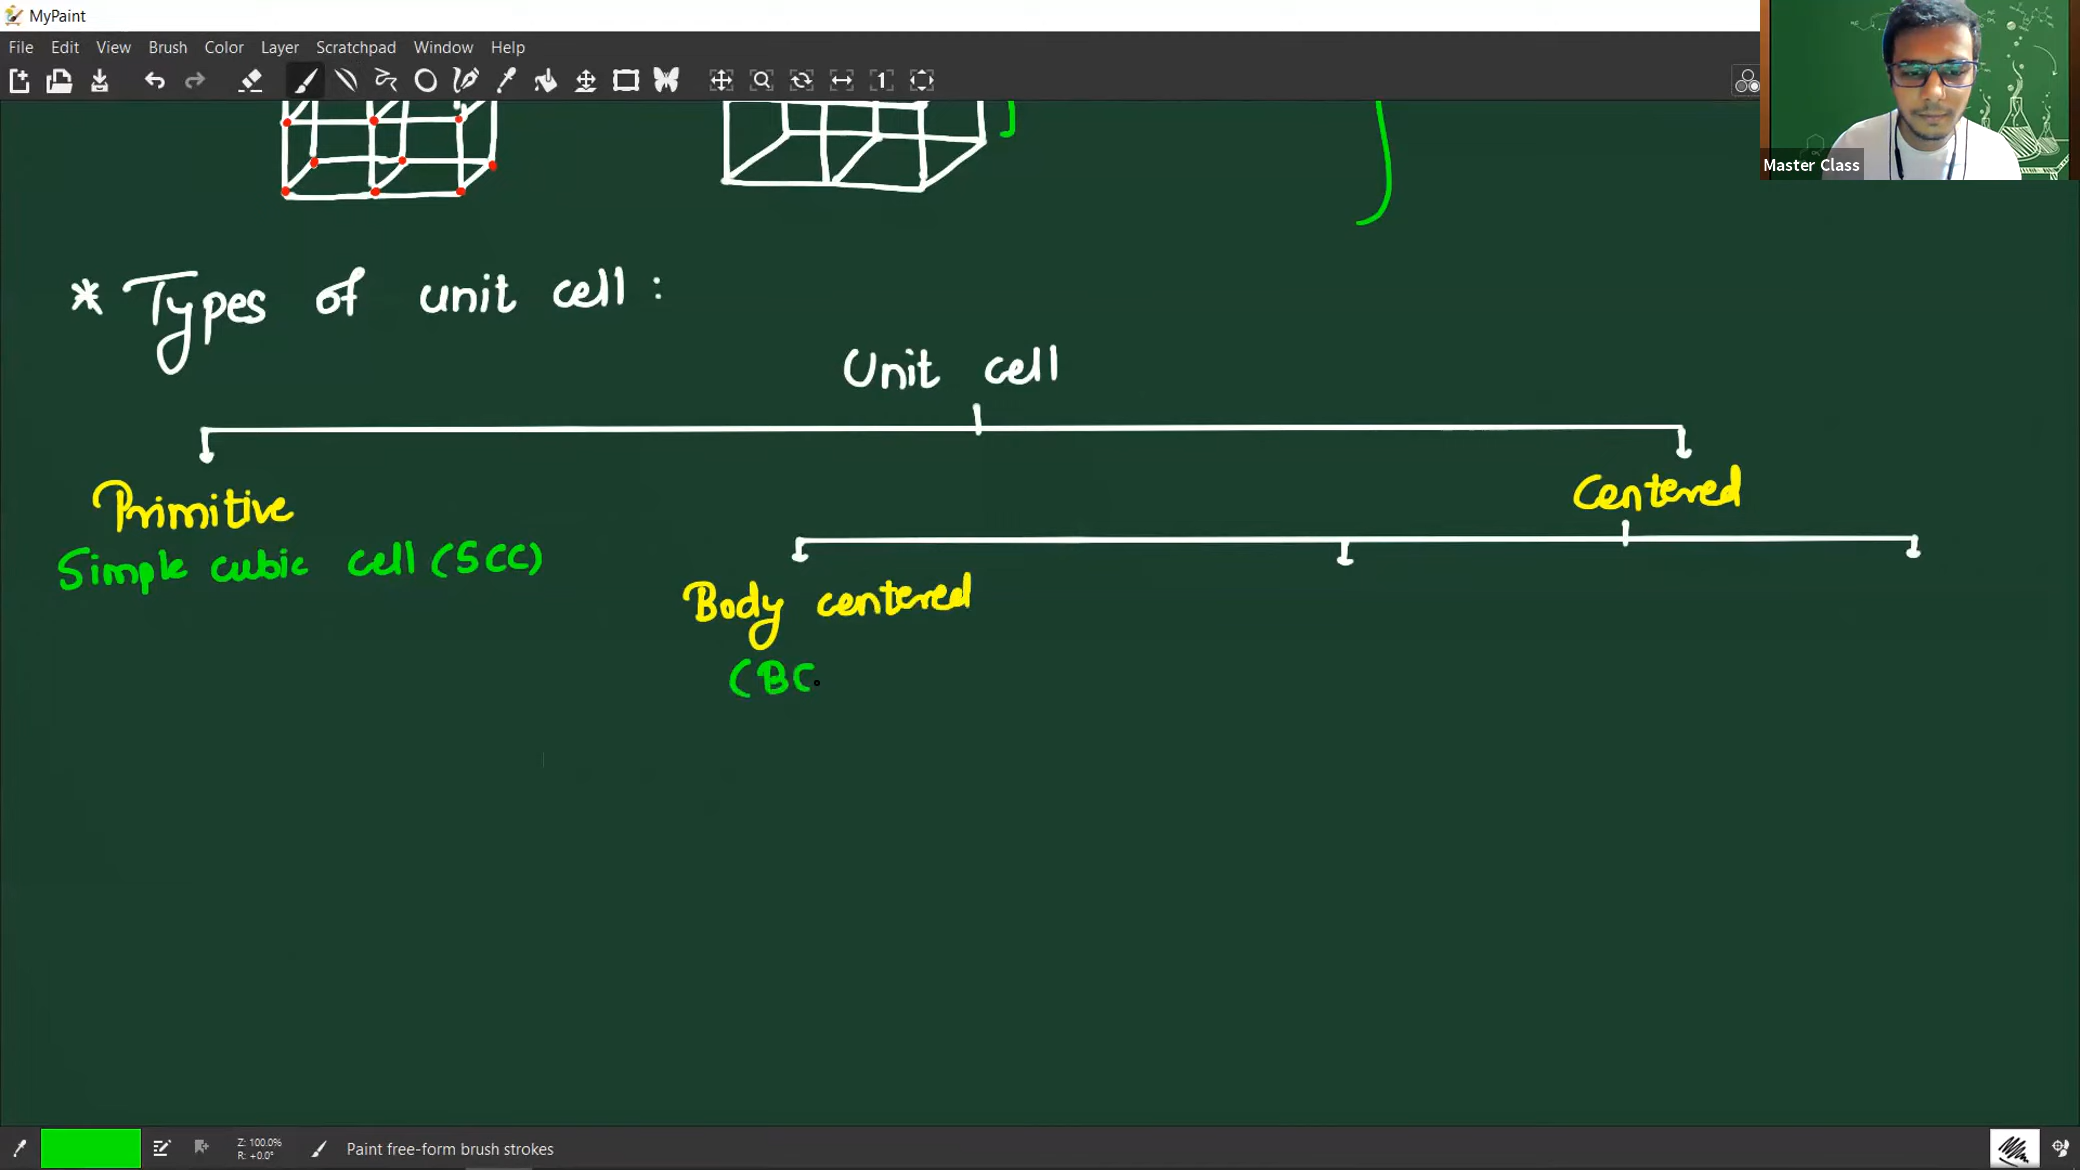 MyPaint
File Edit View Brush Color Layer Scratchpad Window Help
1
Master Class
* Types of unit cell :
Unit cell
Primitive
Centered
Simple cubic cell (SCC)
Body centered
(BC
Z: 100.0%
R: +0.0°
Paint free-form brush strokes